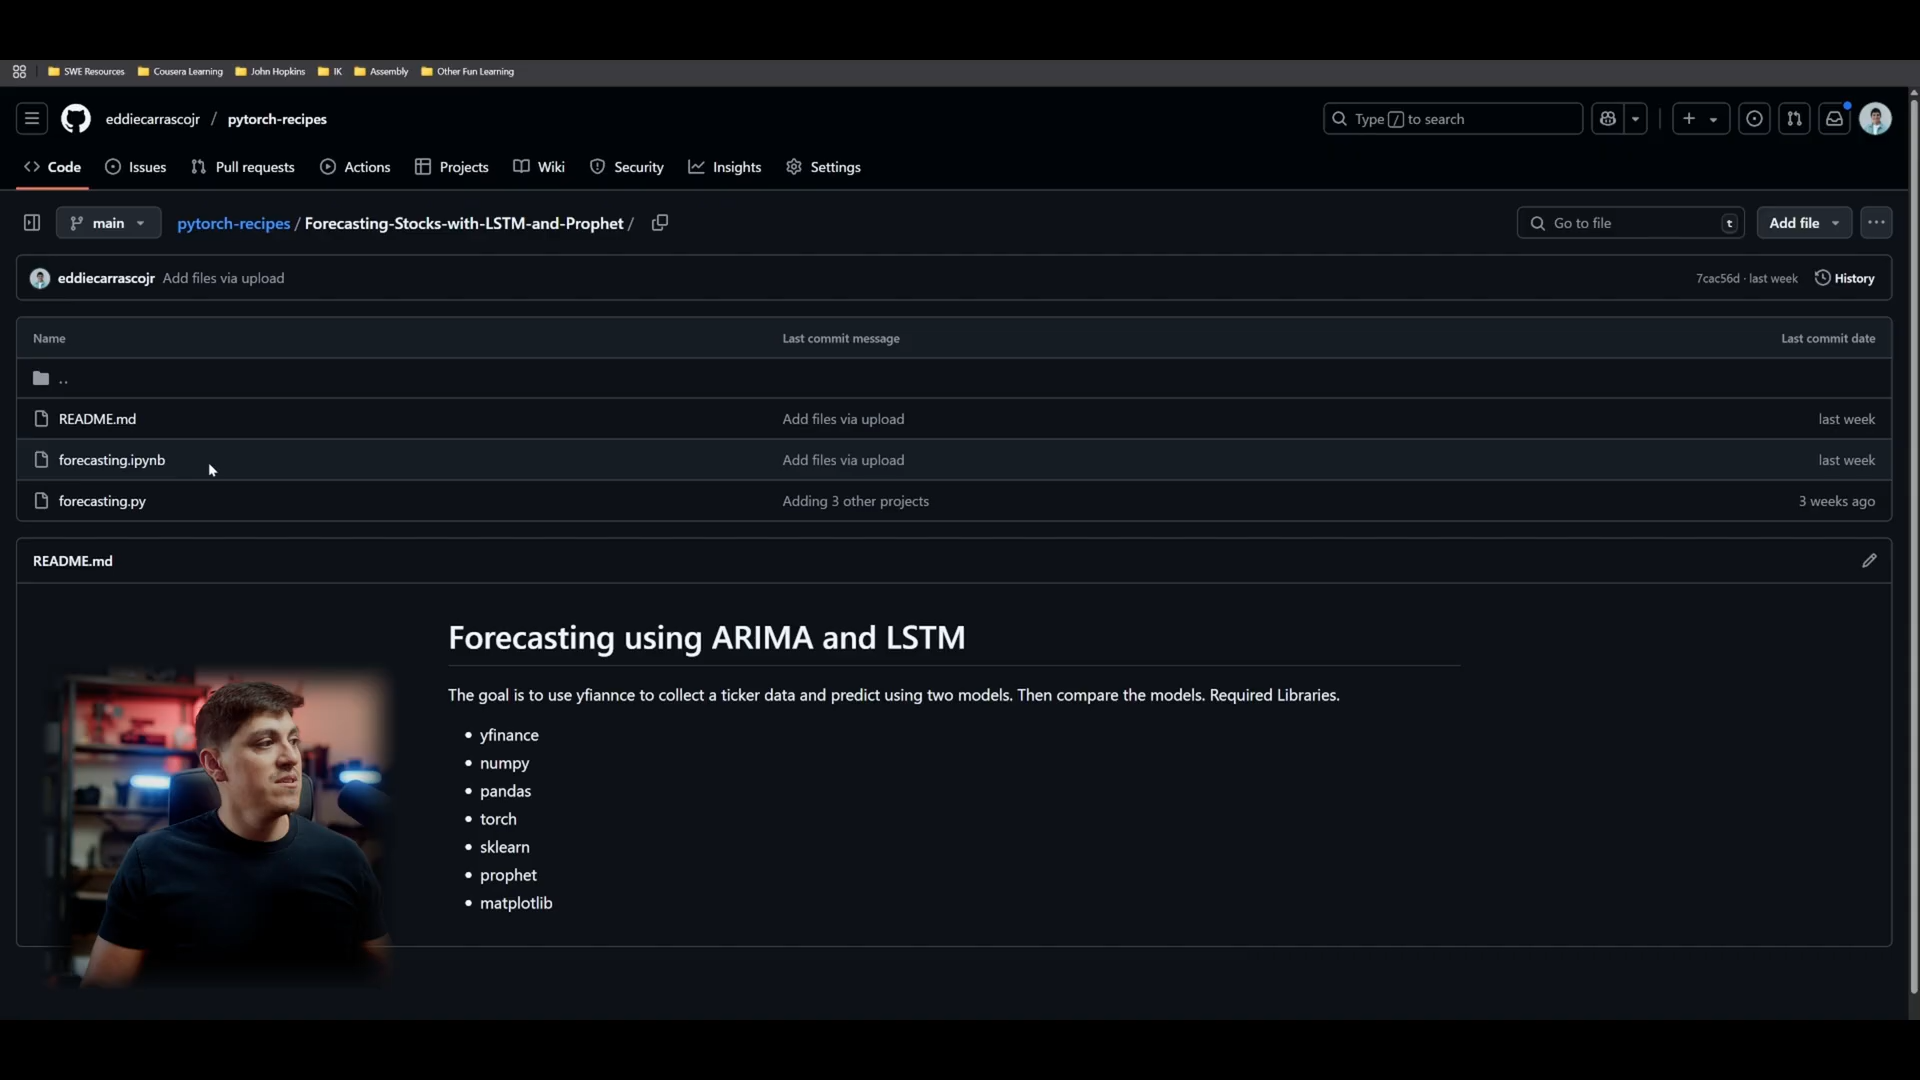 SWE Resources Cousera Learning John Hopkins IK Assembly Other Fun Learning
eddiecarrascojr / pytorch-recipes Type / to search
Code Issues Pull requests Actions Projects Wiki Security Insights Settings
main pytorch-recipes / Forecasting-Stocks-with-LSTM-and-Prophet / Go to file t Add file
eddiecarrascojr Add files via upload 7cac56d · last week History
Name Last commit message Last commit date
..
README.md Add files via upload last week
forecasting.ipynb Add files via upload last week
forecasting.py Adding 3 other projects 3 weeks ago
README.md
Forecasting using ARIMA and LSTM
The goal is to use yfiannce to collect a ticker data and predict using two models. Then compare the models. Required Libraries.
• yfinance
• numpy
• pandas
• torch
• sklearn
• prophet
• matplotlib